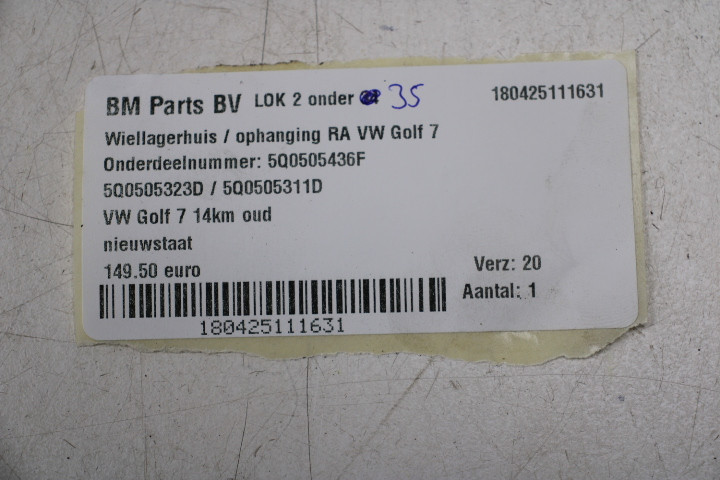 BM Parts BV LOK 2 onder 35 180425111631
Wiellagerhuis / ophanging RA VW Golf 7
Onderdeelnummer: 5Q0505436F
5Q0505323D / 5Q0505311D
VW Golf 7 14km oud
nieuwstaat
149.50 euro Verz: 20
Aantal: 1
180425111631